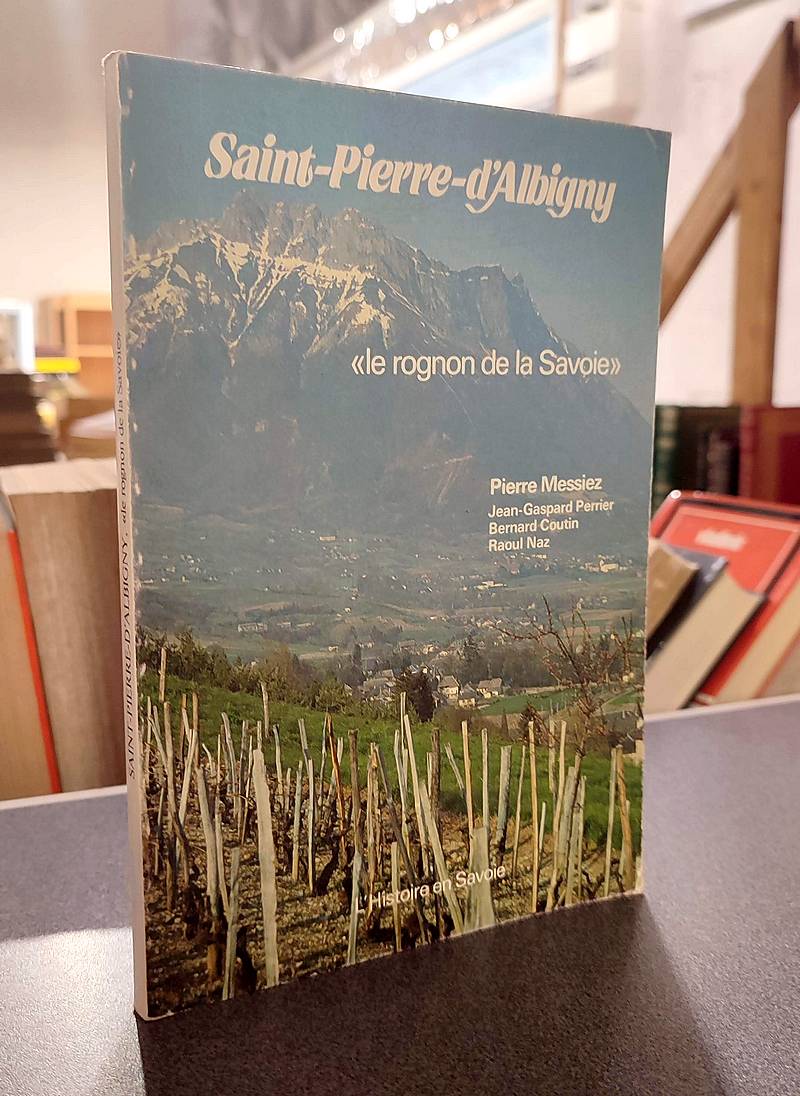 Saint-Pierre-d'Albigny
«le rognon de la Savoie»
Pierre Messiez
Jean-Gaspard Perrier
Bernard Coutin
Raoul Naz
L'Histoire en Savoie
SAINT-PIERRE-D'ALBIGNY, «le rognon de la Savoie»